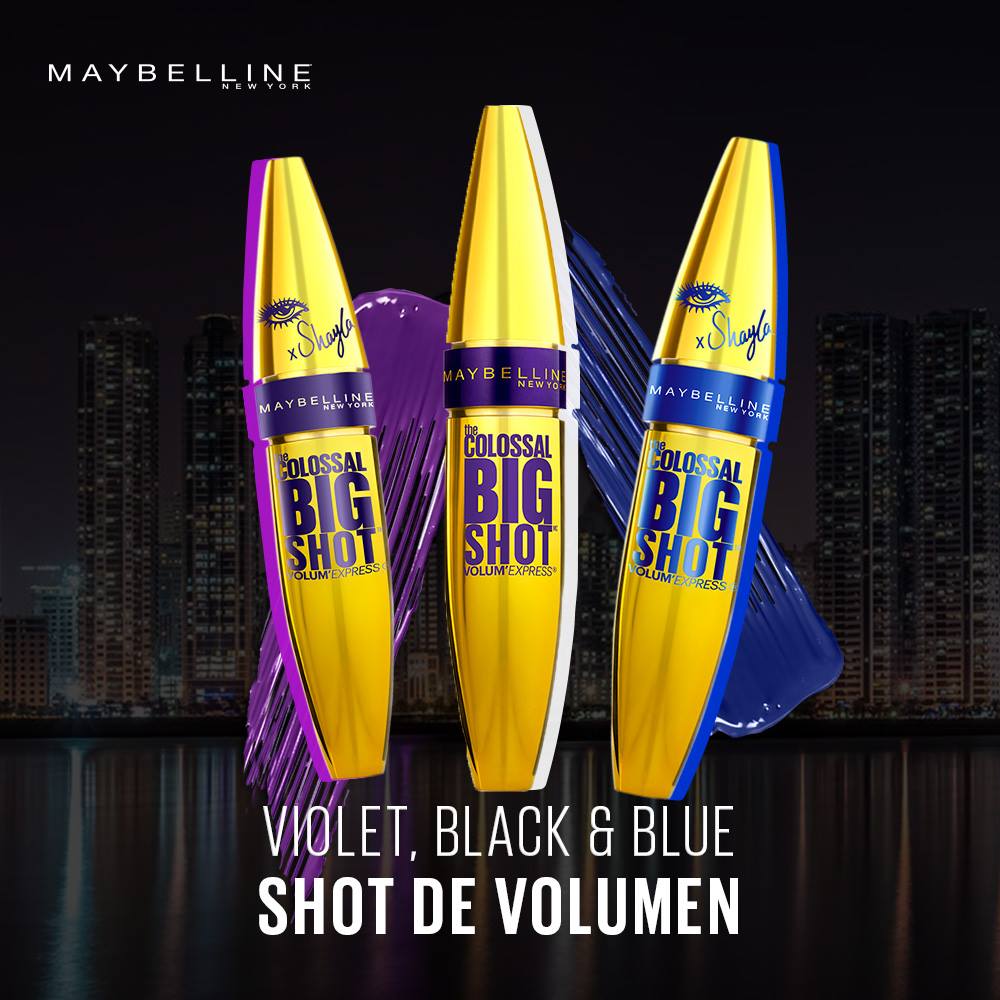 MAYBELLINE
NEW YORK
x Shayla
MAYBELLINE
NEW YORK
the
COLOSSAL
BIG
SHOT
VOLUM'EXPRESS®
MAYBELLINE
NEW YORK
the
COLOSSAL
BIG
SHOT
VOLUM'EXPRESS®
x Shayla
MAYBELLINE
NEW YORK
the
COLOSSAL
BIG
SHOT
VOLUM'EXPRESS®
VIOLET, BLACK & BLUE
SHOT DE VOLUMEN